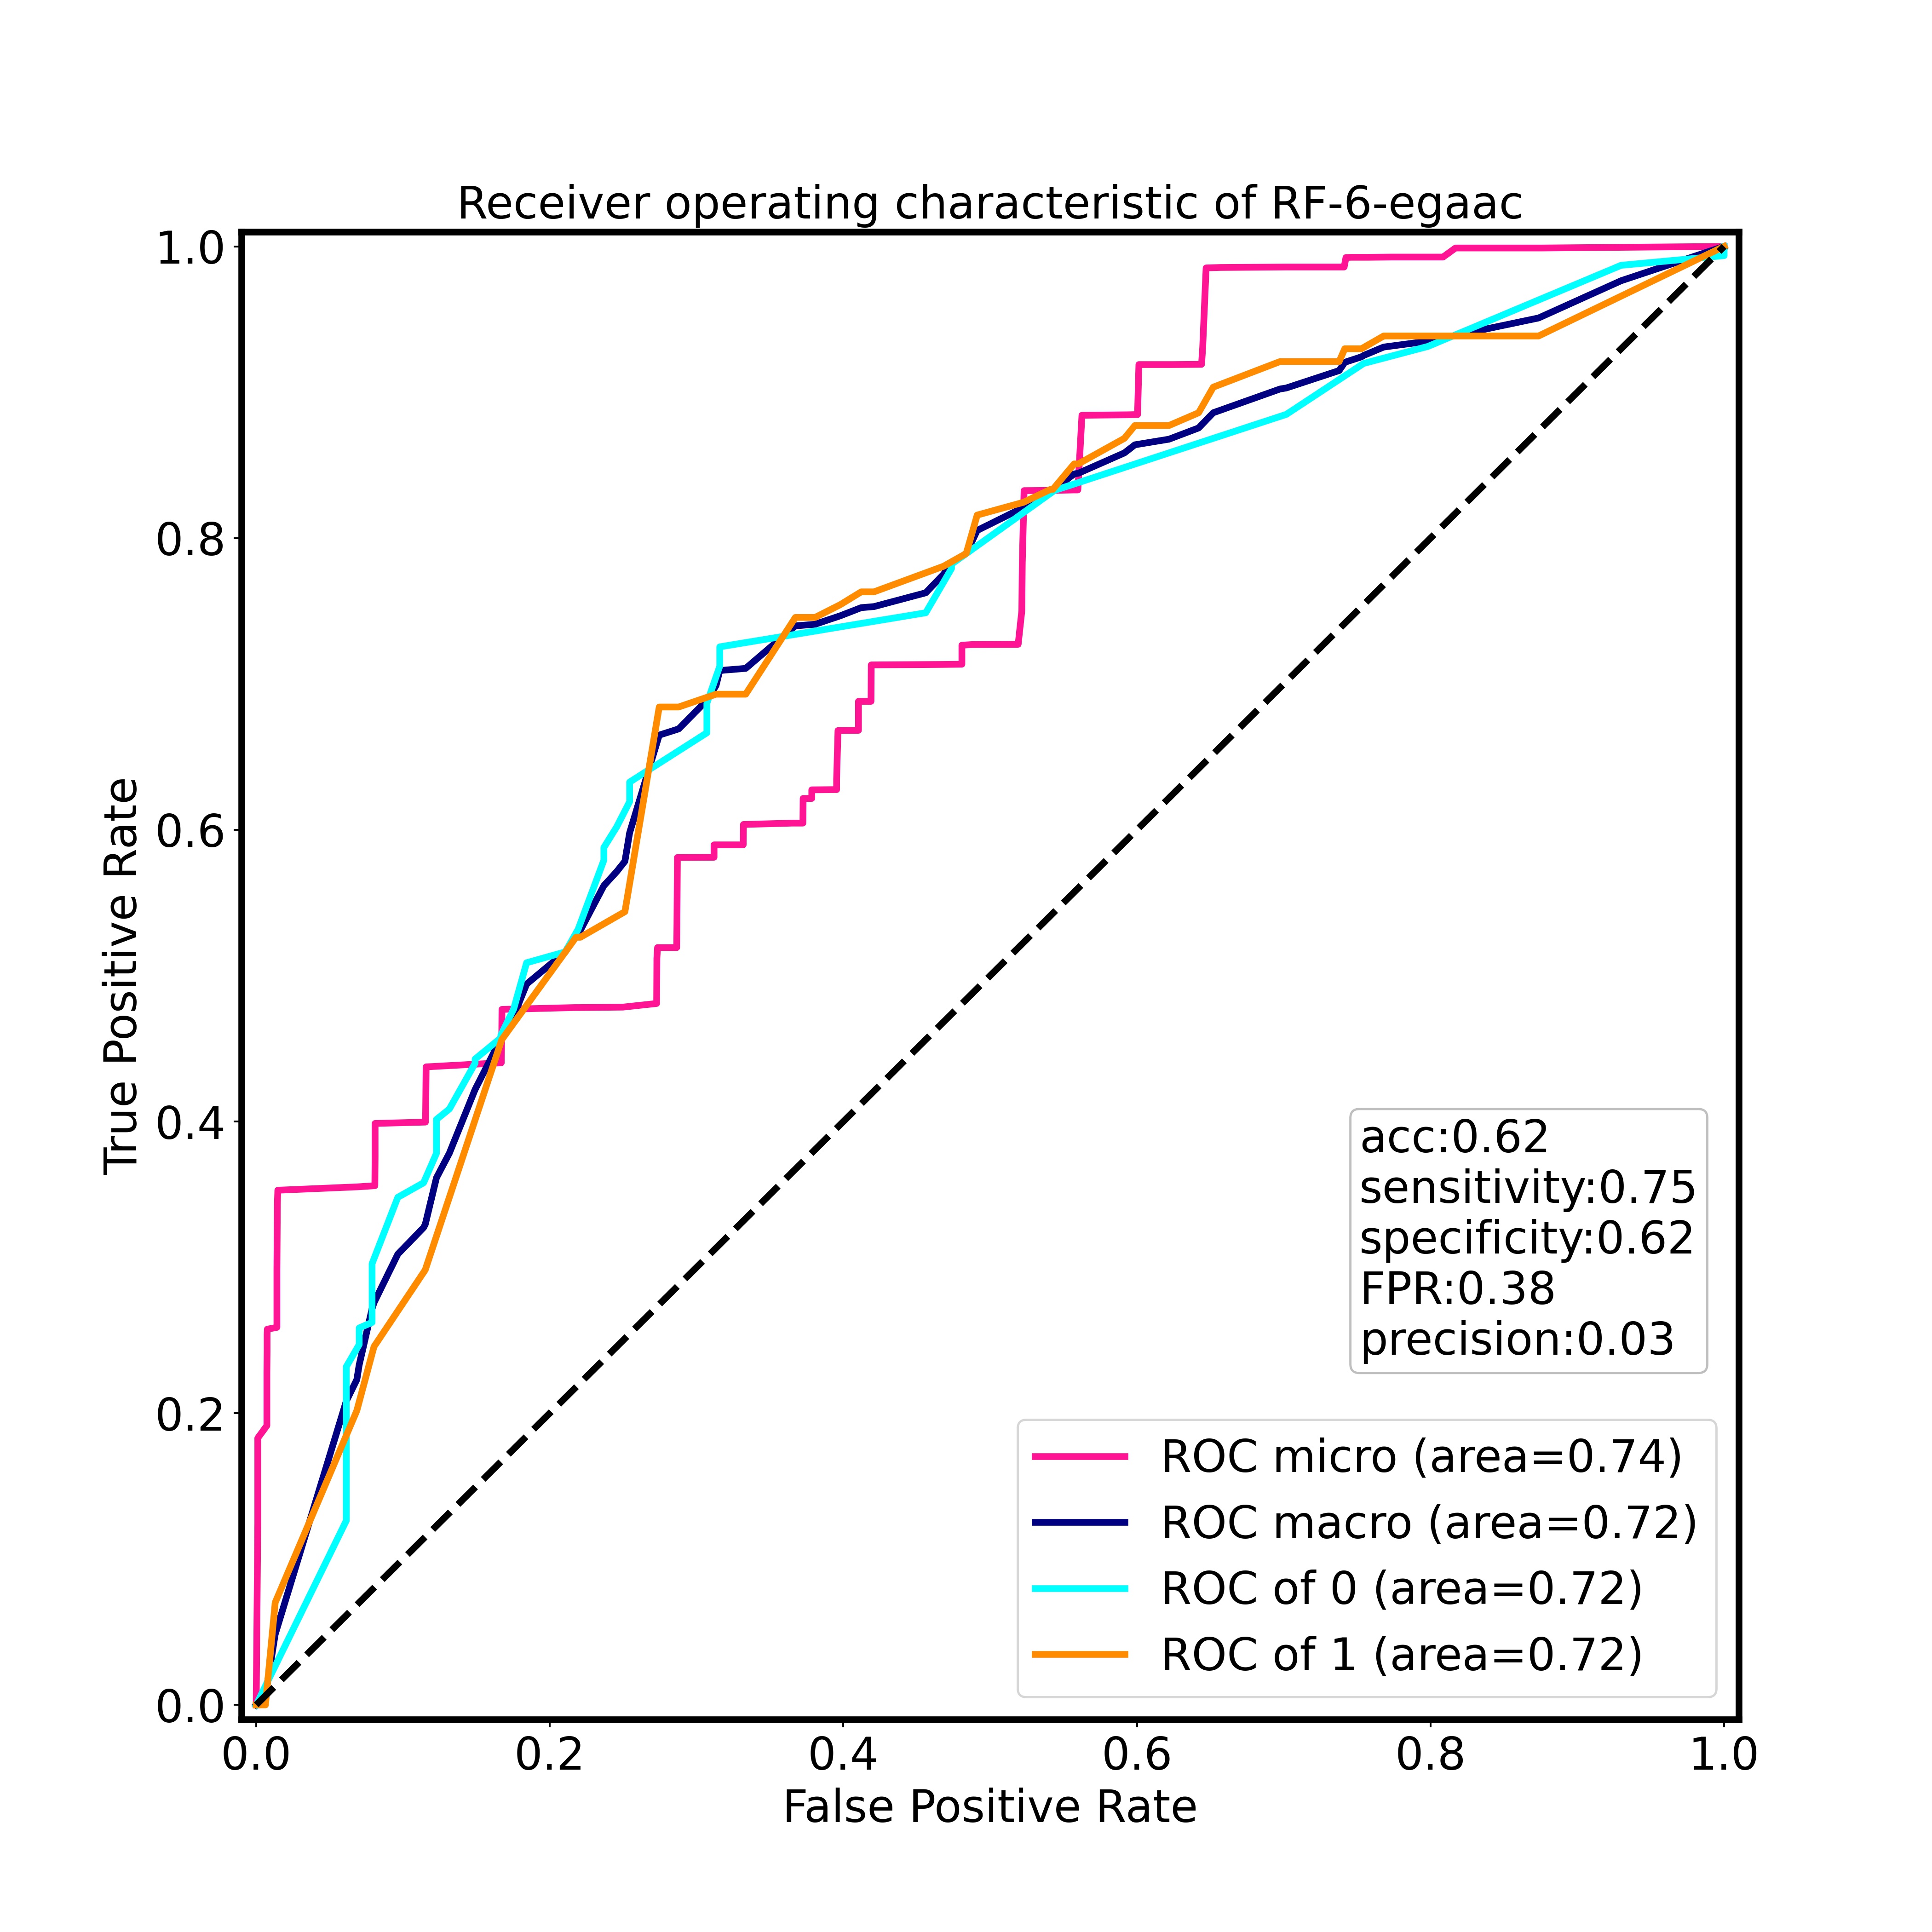 Receiver operating characteristic of RF-6-egaac
1.0
0.8
0.6
0.4
0.2
0.0
True Positive Rate
acc:0.62
sensitivity:0.75
specificity:0.62
FPR:0.38
precision:0.03
ROC micro (area=0.74)
ROC macro (area=0.72)
ROC of 0 (area=0.72)
ROC of 1 (area=0.72)
0.0 0.2 0.4 0.6 0.8 1.0
False Positive Rate